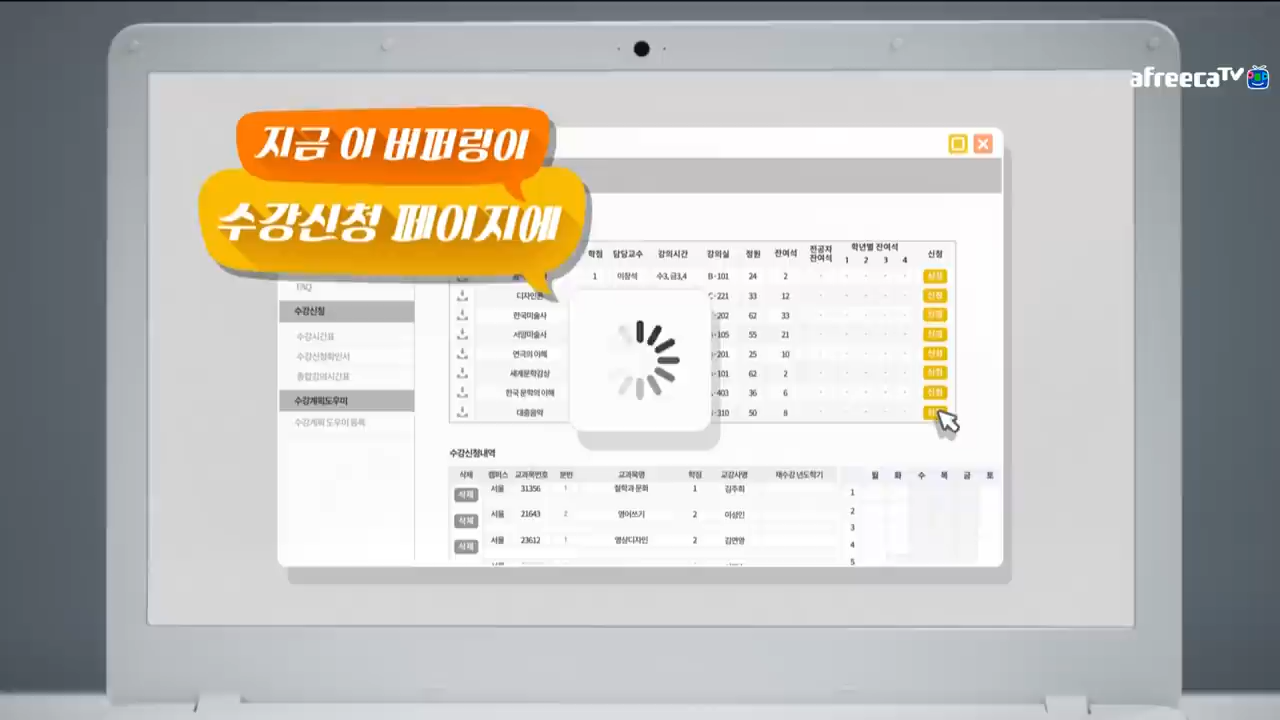 afreecaTV
지금 이 버퍼링이
수강신청 페이지에
학점 담당교수 강의시간 강의실 정원 잔여석 전공자 잔여석 학년별 잔여석 1 2 3 4 신청
1 이창석 수3, 금3,4 B-101 24 2 신청
FAQ
디자인론 -221 33 12 신청
수강신청
한국미술사 -202 62 33 신청
수강시간표
서양미술사 -105 55 21 신청
수강신청확인서
연극의 이해 -201 25 10 신청
종합강의시간표
세계문학감상 -101 62 2 신청
수강계획도우미
한국 문학의 이해 -403 36 6 신청
수강계획 도우미 등록
대중음악 -310 50 8
수강신청내역
삭제 캠퍼스 교과목번호 분반 교과목명 학점 교강사명 재수강 년도학기 월 화 수 목 금 토
삭제 서울 31356 1 철학과 문화 1 김주희 1
삭제 서울 21643 2 영어쓰기 2 이성민 2
3
삭제 서울 23612 1 영상디자인 2 김연양 4
5